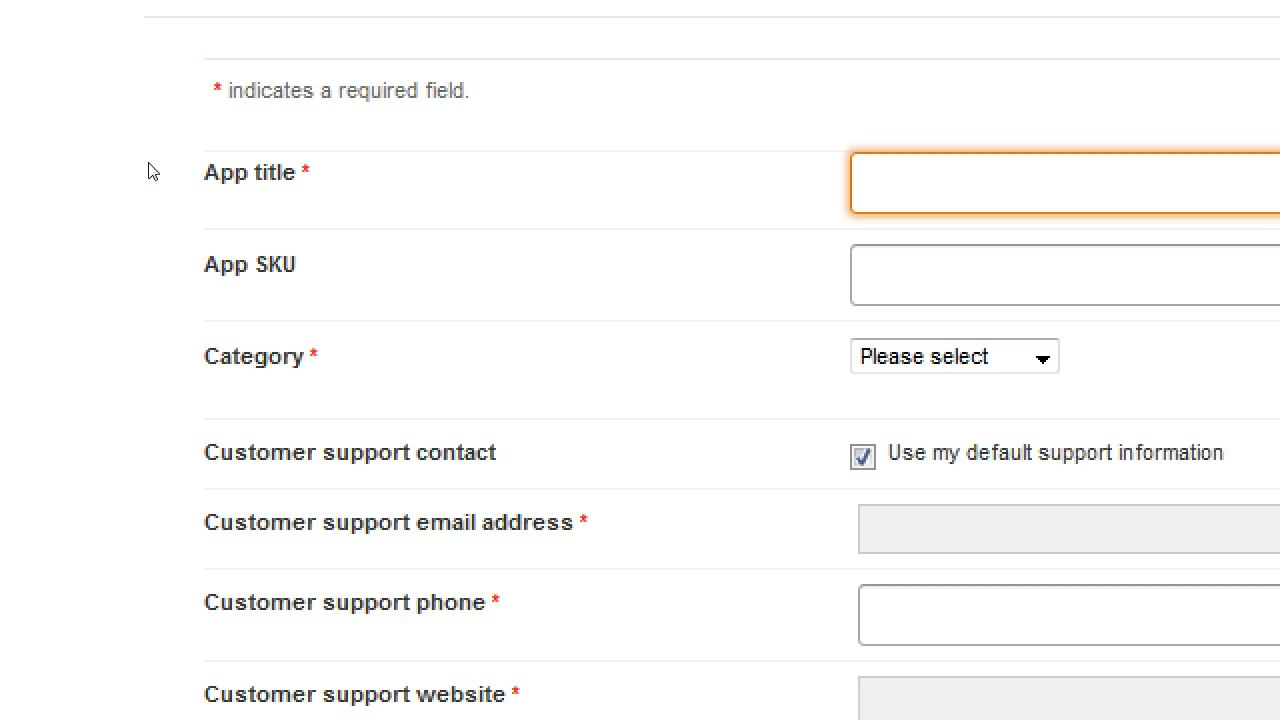 * indicates a required field.
App title *
App SKU
Category *
Please select
Customer support contact
Use my default support information
Customer support email address *
Customer support phone *
Customer support website *